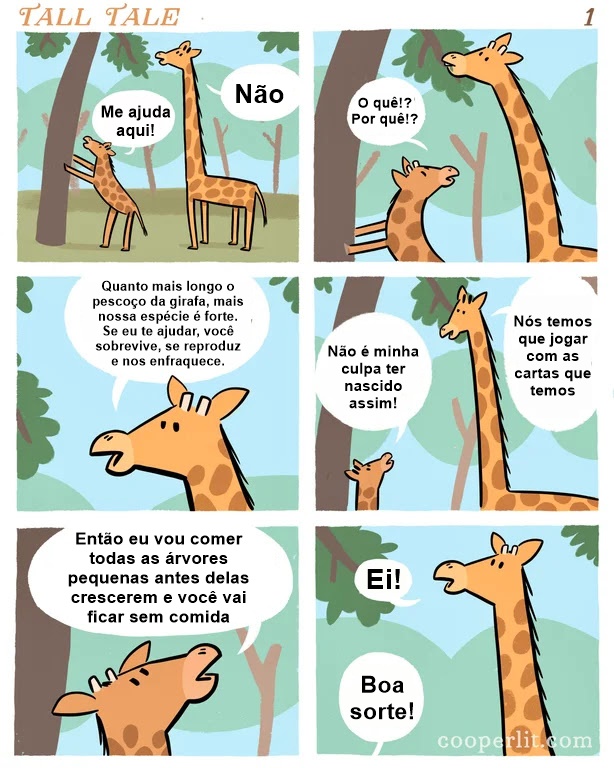 TALL TALE
1
Me ajuda
aqui!
Não
O quê!?
Por quê!?
Quanto mais longo o
pescoço da girafa, mais
nossa espécie é forte.
Se eu te ajudar, você
sobrevive, se reproduz
e nos enfraquece.
Não é minha
culpa ter
nascido
assim!
Nós temos
que jogar
com as
cartas que
temos
Então eu vou comer
todas as árvores
pequenas antes delas
crescerem e você vai
ficar sem comida
Ei!
Boa
sorte!
cooperlit.com